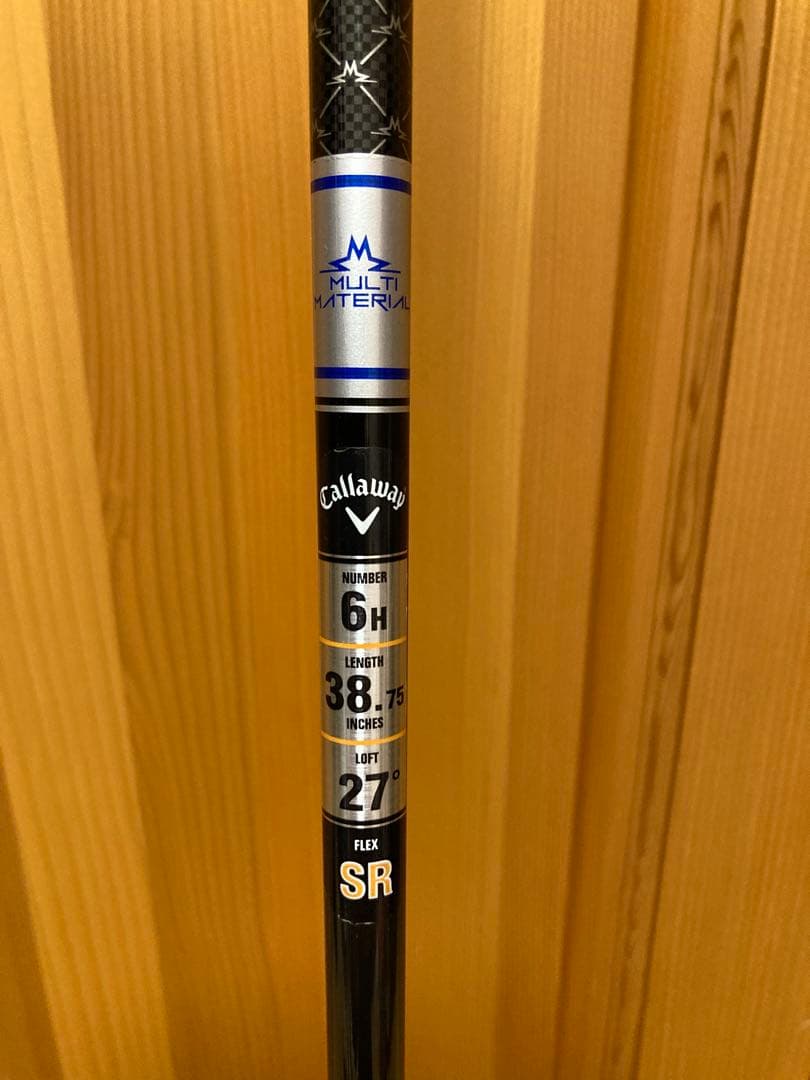 MULTI
MATERIAL
Callaway
NUMBER
6H
LENGTH
38.75
INCHES
LOFT
27°
FLEX
SR